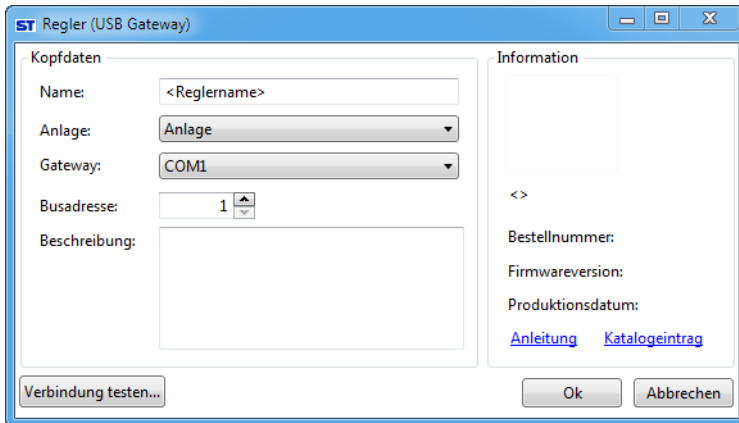 ST Regler (USB Gateway)
Kopfdaten
Name: <Reglername>
Anlage: Anlage
Gateway: COM1
Busadresse: 1
Beschreibung:
Information
<>
Bestellnummer:
Firmwareversion:
Produktionsdatum:
Anleitung Katalogeintrag
Verbindung testen... Ok Abbrechen